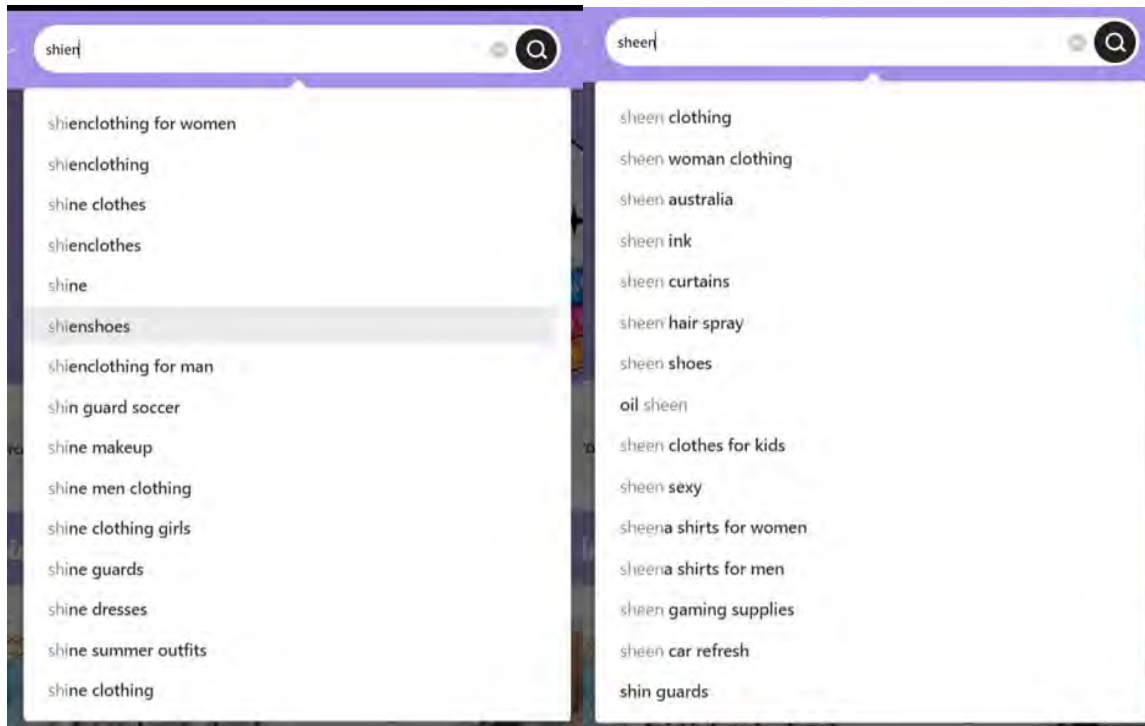 shien
shienclothing for women
shienclothing
shine clothes
shienclothes
shine
shienshoes
shienclothing for man
shin guard soccer
shine makeup
shine men clothing
shine clothing girls
shine guards
shine dresses
shine summer outfits
shine clothing
sheen
sheen clothing
sheen woman clothing
sheen australia
sheen ink
sheen curtains
sheen hair spray
sheen shoes
oil sheen
sheen clothes for kids
sheen sexy
sheena shirts for women
sheena shirts for men
sheen gaming supplies
sheen car refresh
shin guards